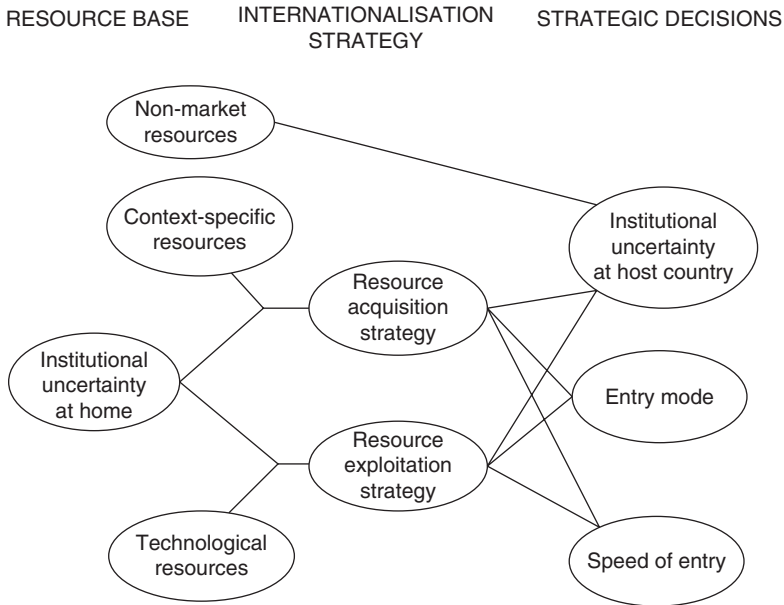 RESOURCE BASE
INTERNATIONALISATION
STRATEGY
STRATEGIC DECISIONS
Non-market
resources
Context-specific
resources
Institutional
uncertainty
at home
Technological
resources
Resource
acquisition
strategy
Resource
exploitation
strategy
Institutional
uncertainty
at host country
Entry mode
Speed of entry